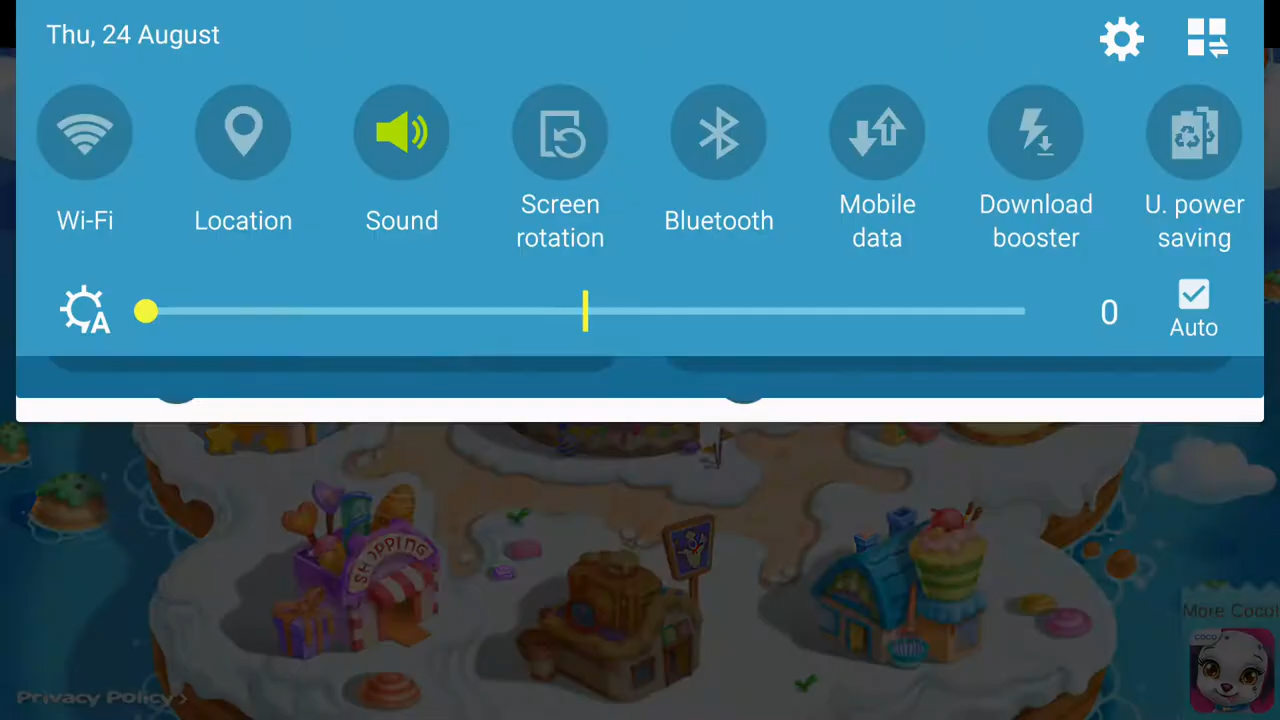 Thu, 24 August
Wi-Fi
Location
Sound
Screen
rotation
Bluetooth
Mobile
data
Download
booster
U. power
saving
A
0
Auto
SHOPPING
More Cocob
COCO
Privacy Policy>